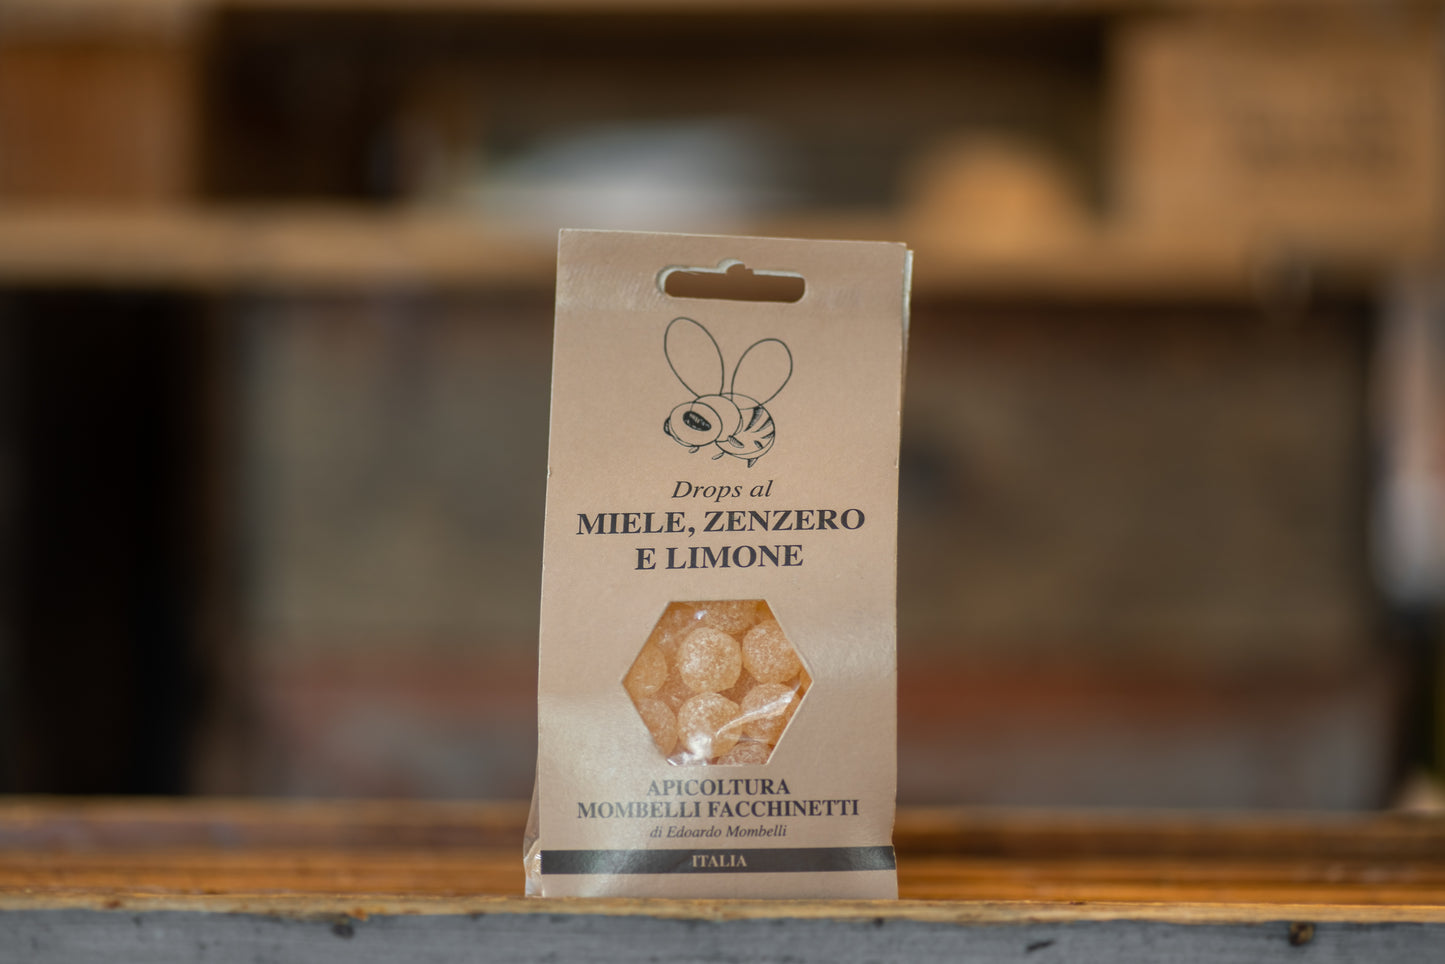 Drops al
MIELE, ZENZERO
E LIMONE
APICOLTURA
MOMBELLI FACCHINETTI
di Edoardo Mombelli
ITALIA